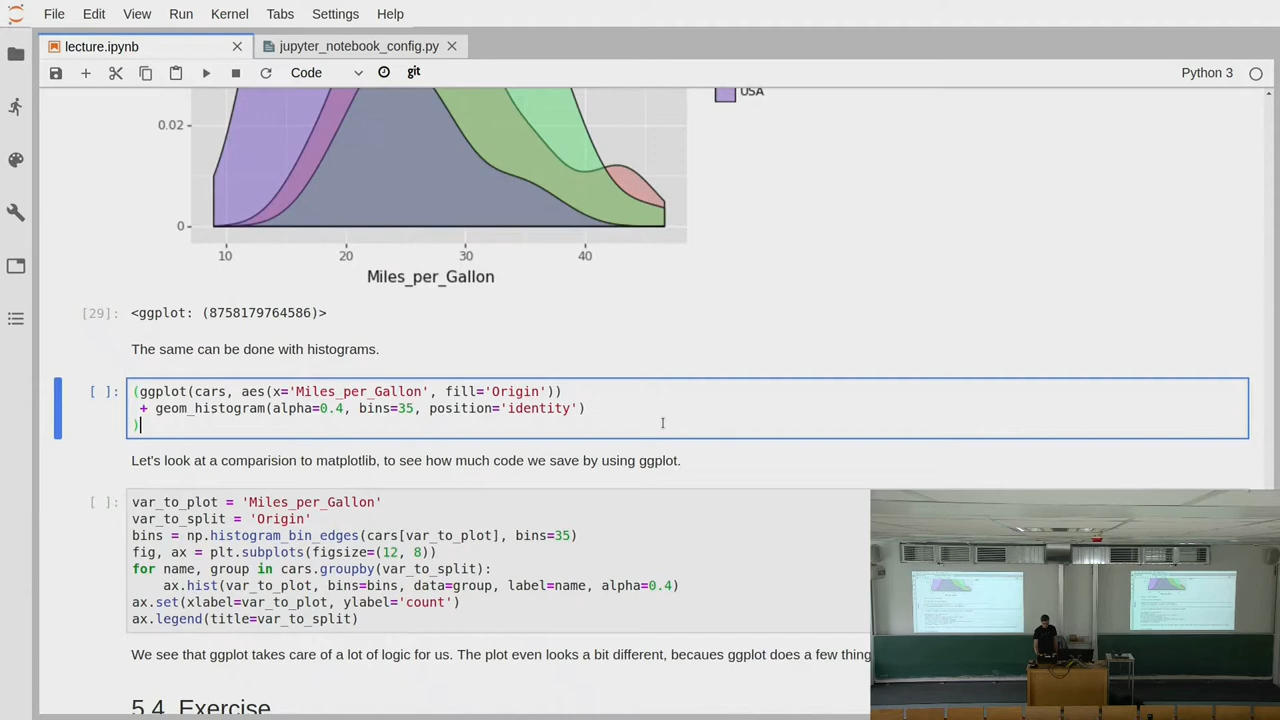 File Edit View Run Kernel Tabs Settings Help
lecture.ipynb
jupyter_notebook_config.py
Code
git
Python 3
USA
0.02
0
10 20 30 40
Miles_per_Gallon
[29]: <ggplot: (8758179764586)>
The same can be done with histograms.
[ ]: (ggplot(cars, aes(x='Miles_per_Gallon', fill='Origin'))
+ geom_histogram(alpha=0.4, bins=35, position='identity')
)
Let's look at a comparision to matplotlib, to see how much code we save by using ggplot.
[ ]: var_to_plot = 'Miles_per_Gallon'
var_to_split = 'Origin'
bins = np.histogram_bin_edges(cars[var_to_plot], bins=35)
fig, ax = plt.subplots(figsize=(12, 8))
for name, group in cars.groupby(var_to_split):
ax.hist(var_to_plot, bins=bins, data=group, label=name, alpha=0.4)
ax.set(xlabel=var_to_plot, ylabel='count')
ax.legend(title=var_to_split)
We see that ggplot takes care of a lot of logic for us. The plot even looks a bit different, becaues ggplot does a few thing
5.4. Exercise